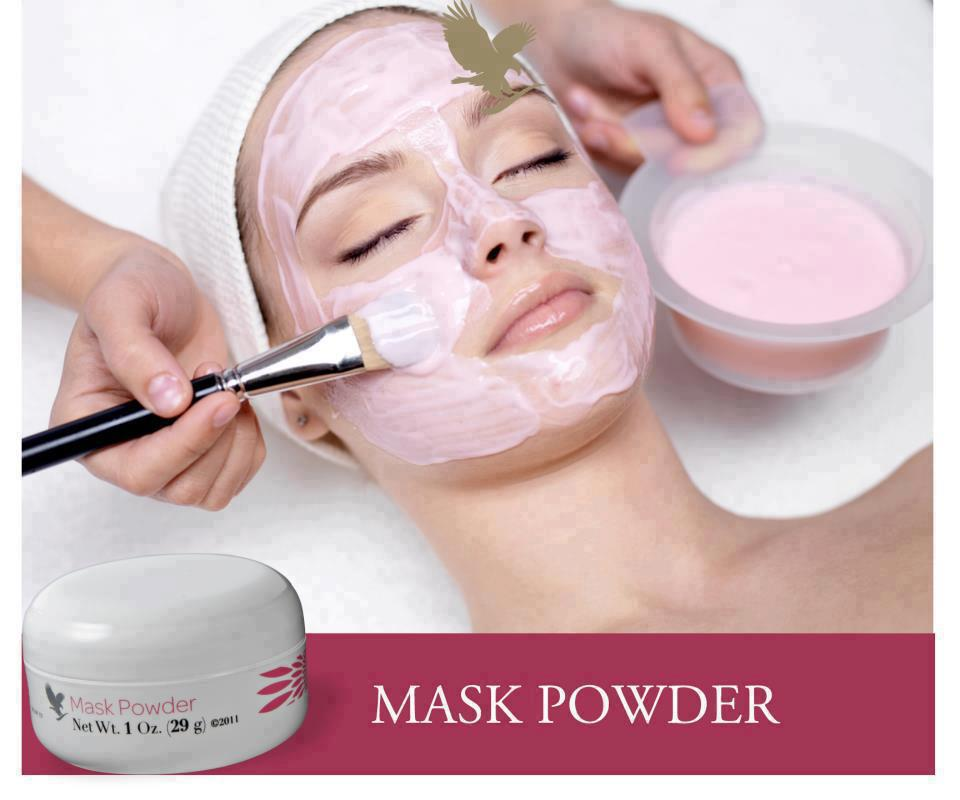 Mask Powder
Net Wt. 1 Oz. (29 g) ©2011
MASK POWDER